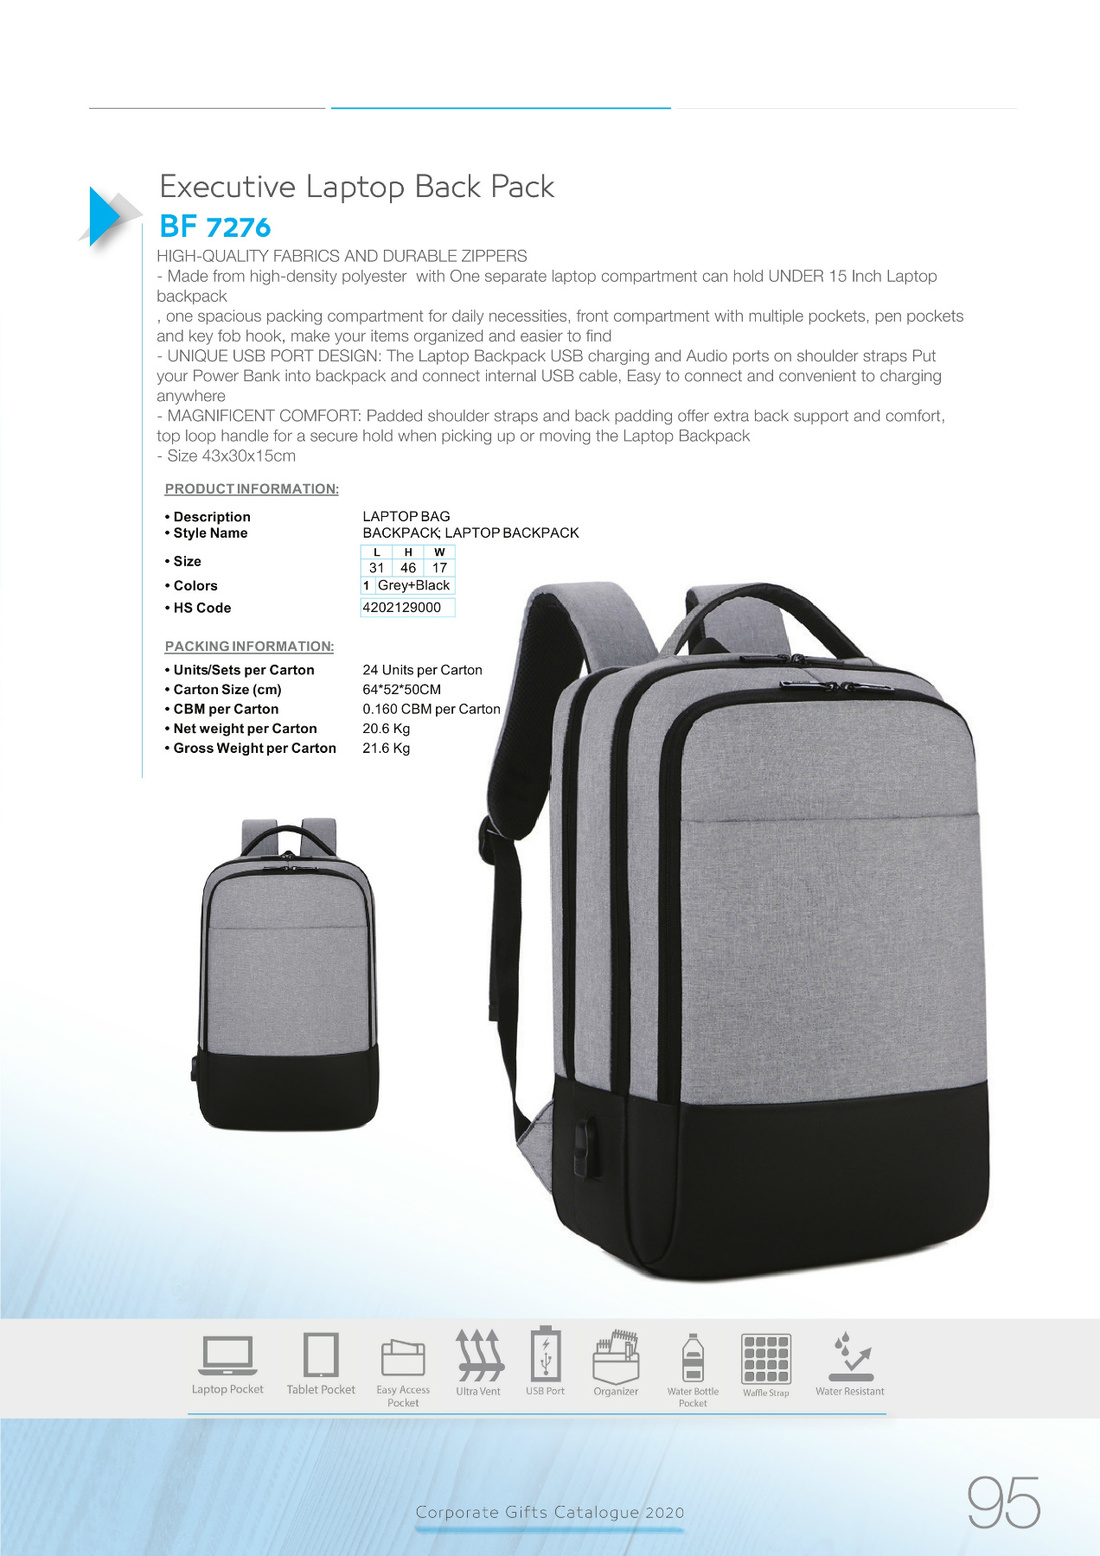 Executive Laptop Back Pack
BF 7276
HIGH-QUALITY FABRICS AND DURABLE ZIPPERS
- Made from high-density polyester  with One separate laptop compartment can hold UNDER 15 Inch Laptop
backpack
, one spacious packing compartment for daily necessities, front compartment with multiple pockets, pen pockets
and key fob hook, make your items organized and easier to find
- UNIQUE USB PORT DESIGN: The Laptop Backpack USB charging and Audio ports on shoulder straps Put
your Power Bank into backpack and connect internal USB cable, Easy to connect and convenient to charging
anywhere
- MAGNIFICENT COMFORT: Padded shoulder straps and back padding offer extra back support and comfort,
top loop handle for a secure hold when picking up or moving the Laptop Backpack
- Size 43x30x15cm
PRODUCT INFORMATION:
• Description LAPTOP BAG
• Style Name BACKPACK; LAPTOP BACKPACK
L H W
• Size 31 46 17
• Colors 1 Grey+Black
• HS Code 4202129000
PACKING INFORMATION:
• Units/Sets per Carton 24 Units per Carton
• Carton Size (cm) 64*52*50CM
• CBM per Carton 0.160 CBM per Carton
• Net weight per Carton 20.6 Kg
• Gross Weight per Carton 21.6 Kg
Laptop Pocket
Tablet Pocket
Easy Access
Pocket
Ultra Vent
USB Port
Organizer
Water Bottle
Pocket
Waffle Strap
Water Resistant
Corporate Gifts Catalogue 2020
95